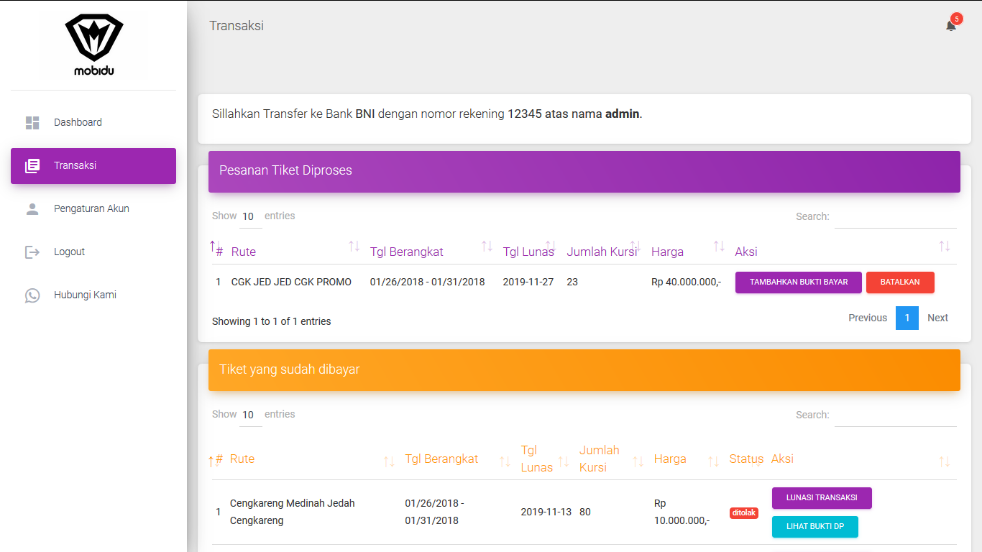 mobidu
Transaksi
5
Dashboard
Transaksi
Pengaturan Akun
Logout
Hubungi Kami
Sillahkan Transfer ke Bank BNI dengan nomor rekening 12345 atas nama admin.
Pesanan Tiket Diproses
Show 10 entries Search:
# Rute Tgl Berangkat Tgl Lunas Jumlah Kursi Harga Aksi
1 CGK JED JED CGK PROMO 01/26/2018 - 01/31/2018 2019-11-27 23 Rp 40.000.000,- TAMBAHKAN BUKTI BAYAR BATALKAN
Showing 1 to 1 of 1 entries
Previous 1 Next
Tiket yang sudah dibayar
Show 10 entries Search:
# Rute Tgl Berangkat Tgl Lunas Jumlah Kursi Harga Status Aksi
1 Cengkareng Medinah Jedah Cengkareng 01/26/2018 - 01/31/2018 2019-11-13 80 Rp 10.000.000,- ditolak LUNASI TRANSAKSI
LIHAT BUKTI DP